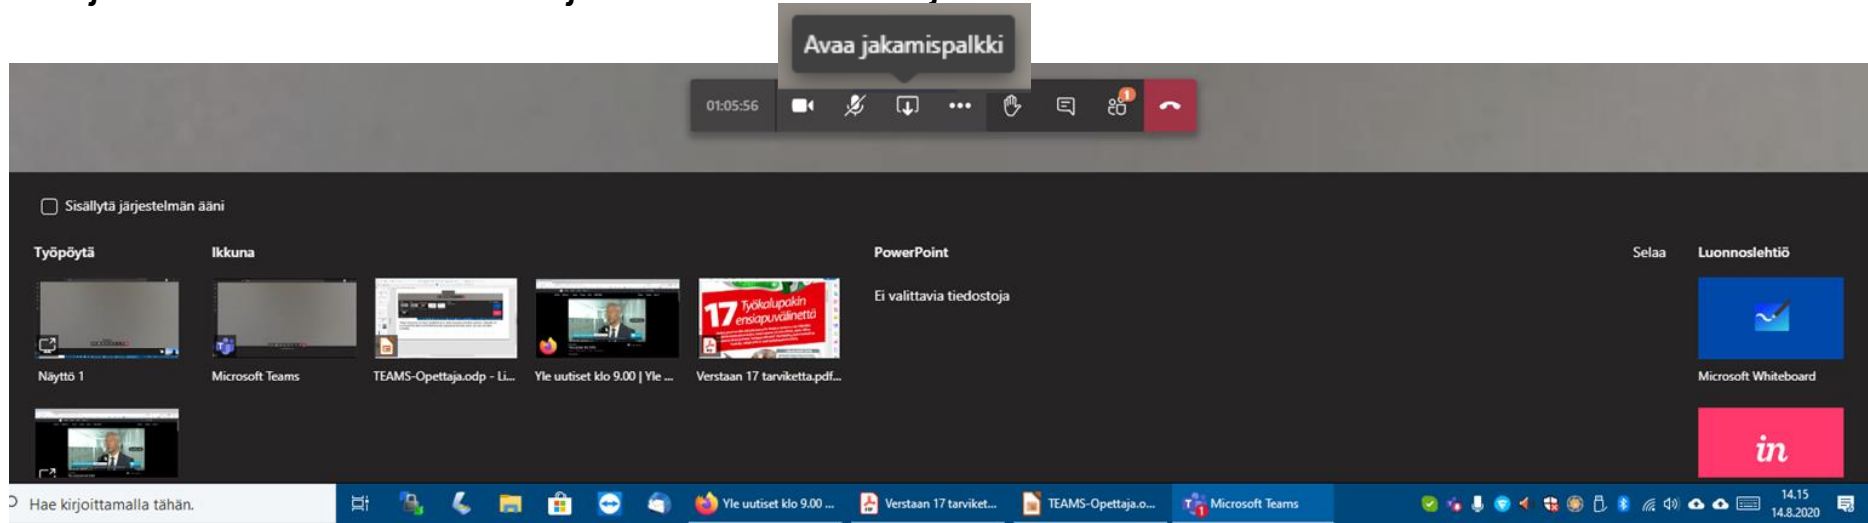 Avaa jakamispalkki
01:05:56
1
Sisällytä järjestelmän ääni
Työpöytä
Ikkuna
PowerPoint
Selaa
Luonnoslehtiö
Ei valittavia tiedostoja
17 Työkalupakin
ensiapuvälinettä
Näyttö 1
Microsoft Teams
TEAMS-Opettaja.odp - Li...
Yle uutiset klo 9.00 | Yle ...
Verstaan 17 tarviketta.pdf...
Microsoft Whiteboard
in
Hae kirjoittamalla tähän.
Yle uutiset klo 9.00 ...
Verstaan 17 tarviket...
TEAMS-Opettaja.o...
Microsoft Teams
14.15
14.8.2020